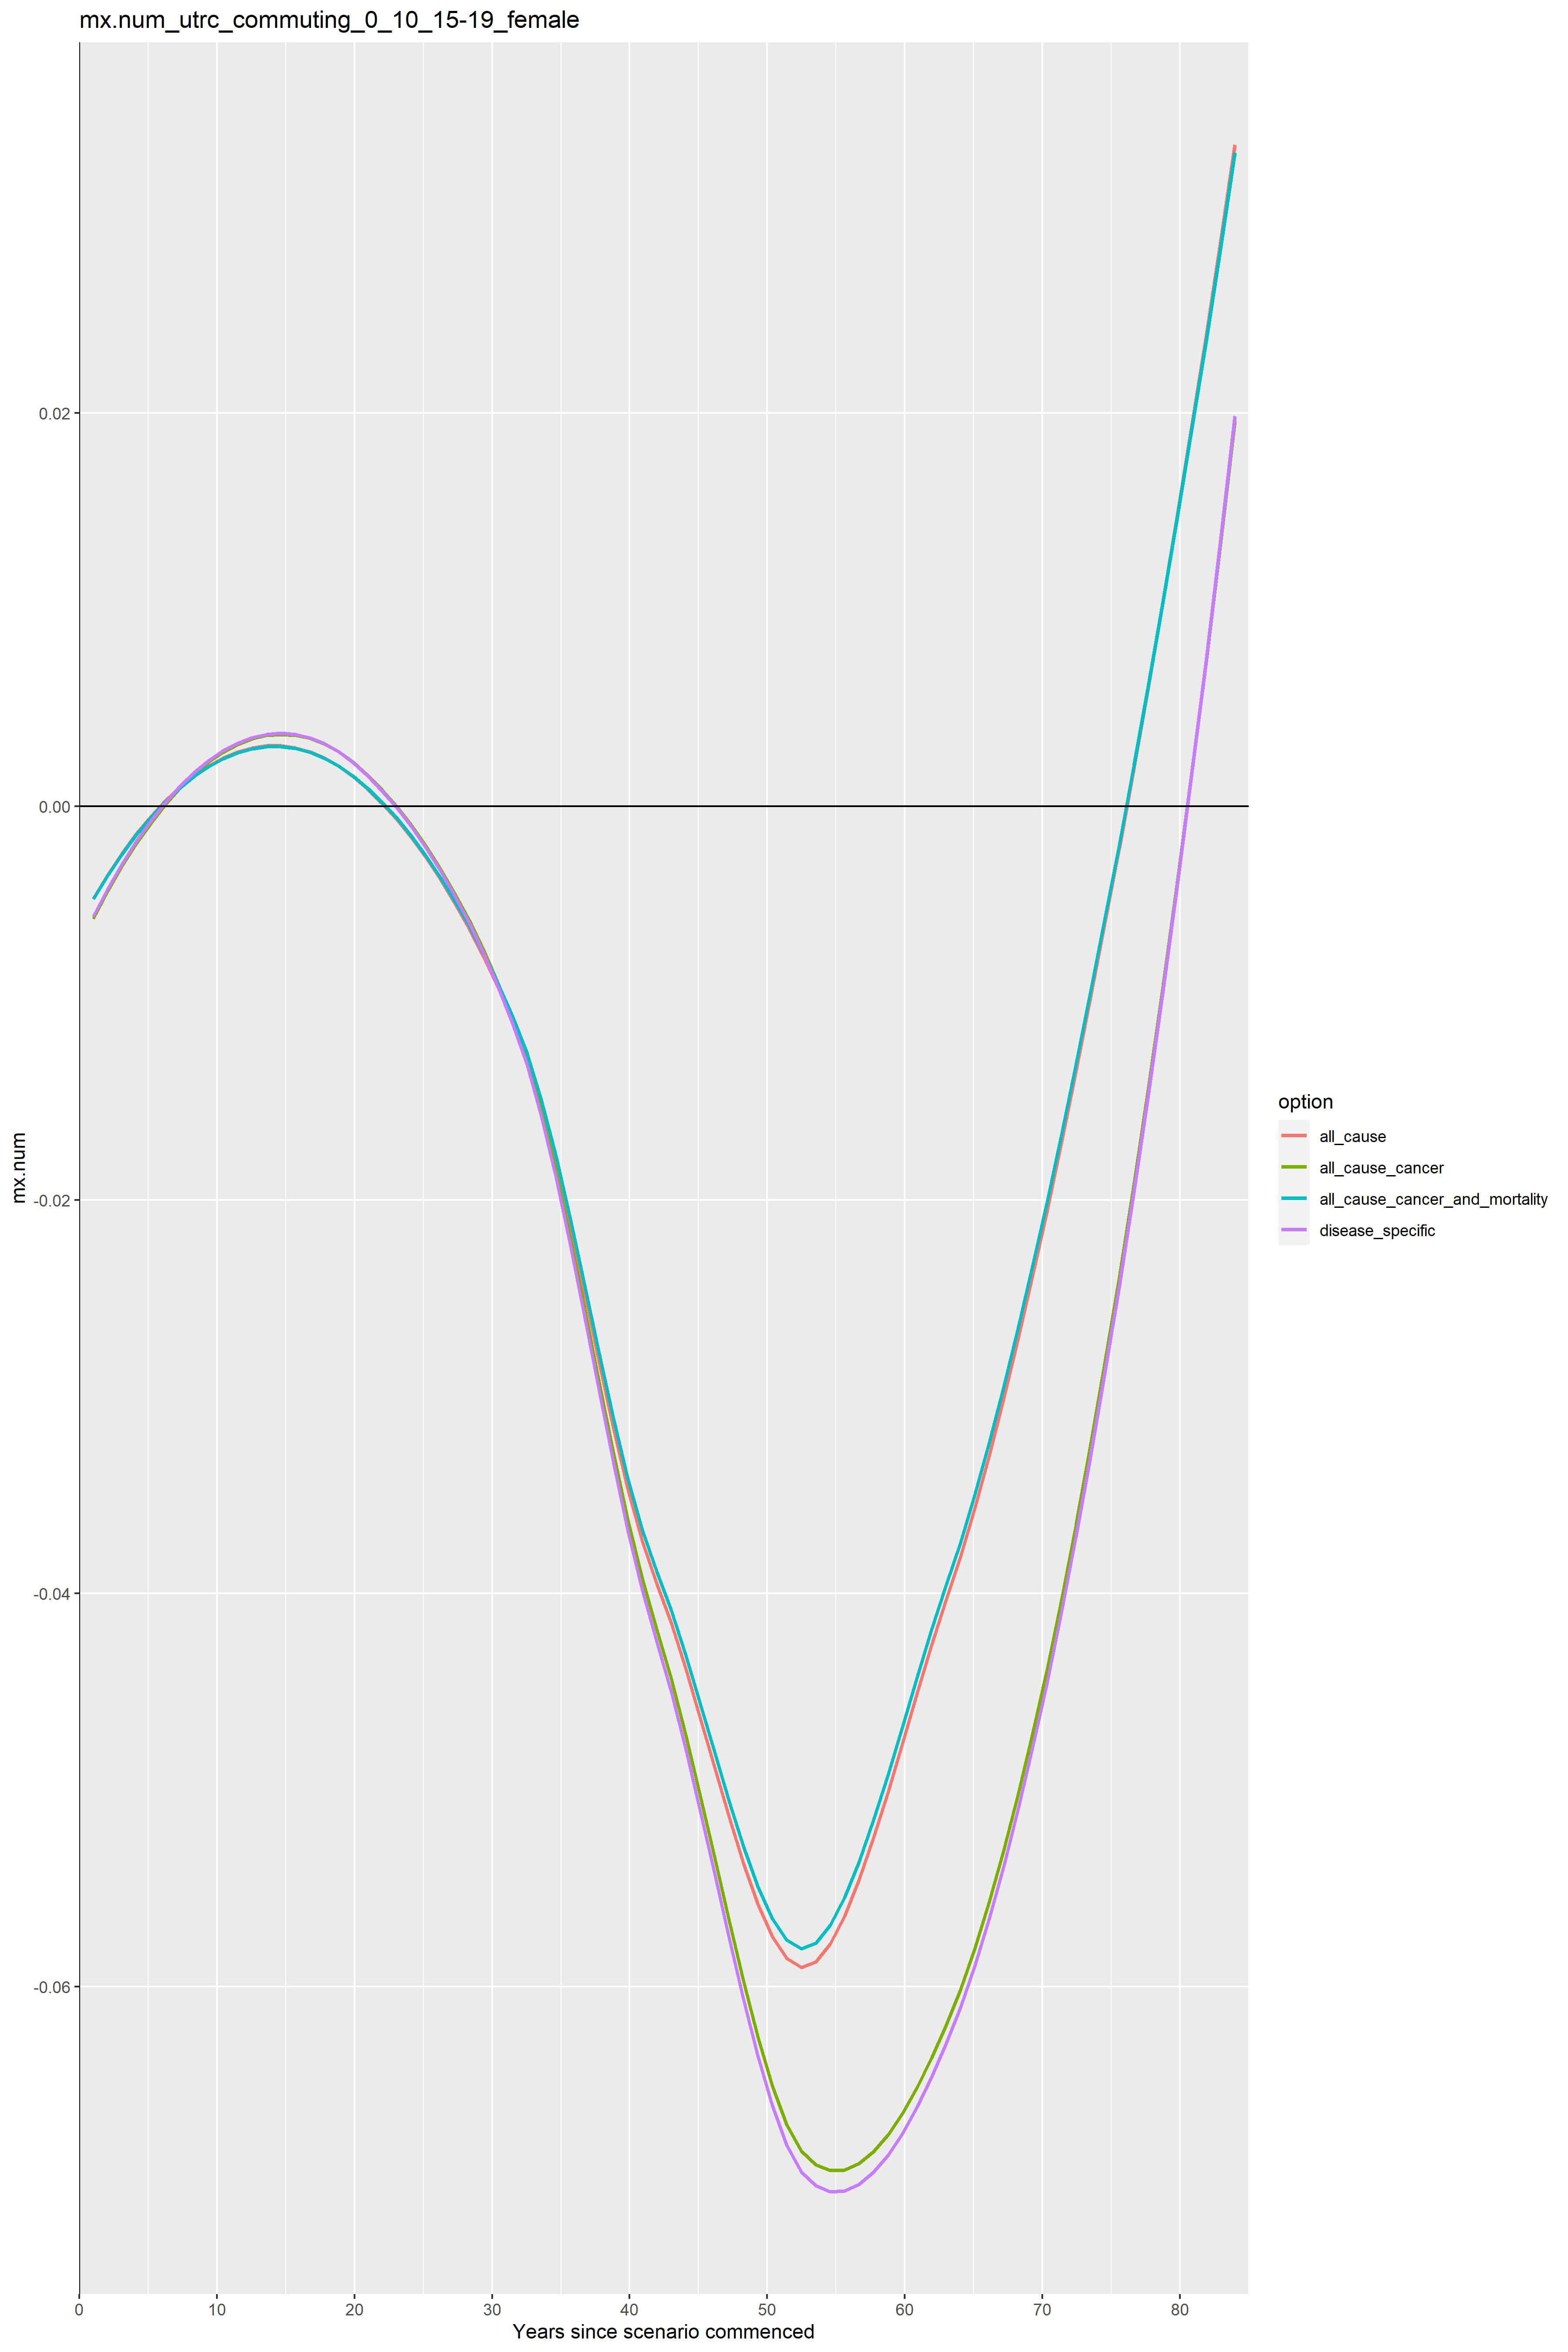 mx.num_utrc_commuting_0_10_15-19_female
0.02
0.00
-0.02
-0.04
-0.06
mx.num
0 10 20 30 40 50 60 70 80
Years since scenario commenced
option
all_cause
all_cause_cancer
all_cause_cancer_and_mortality
disease_specific